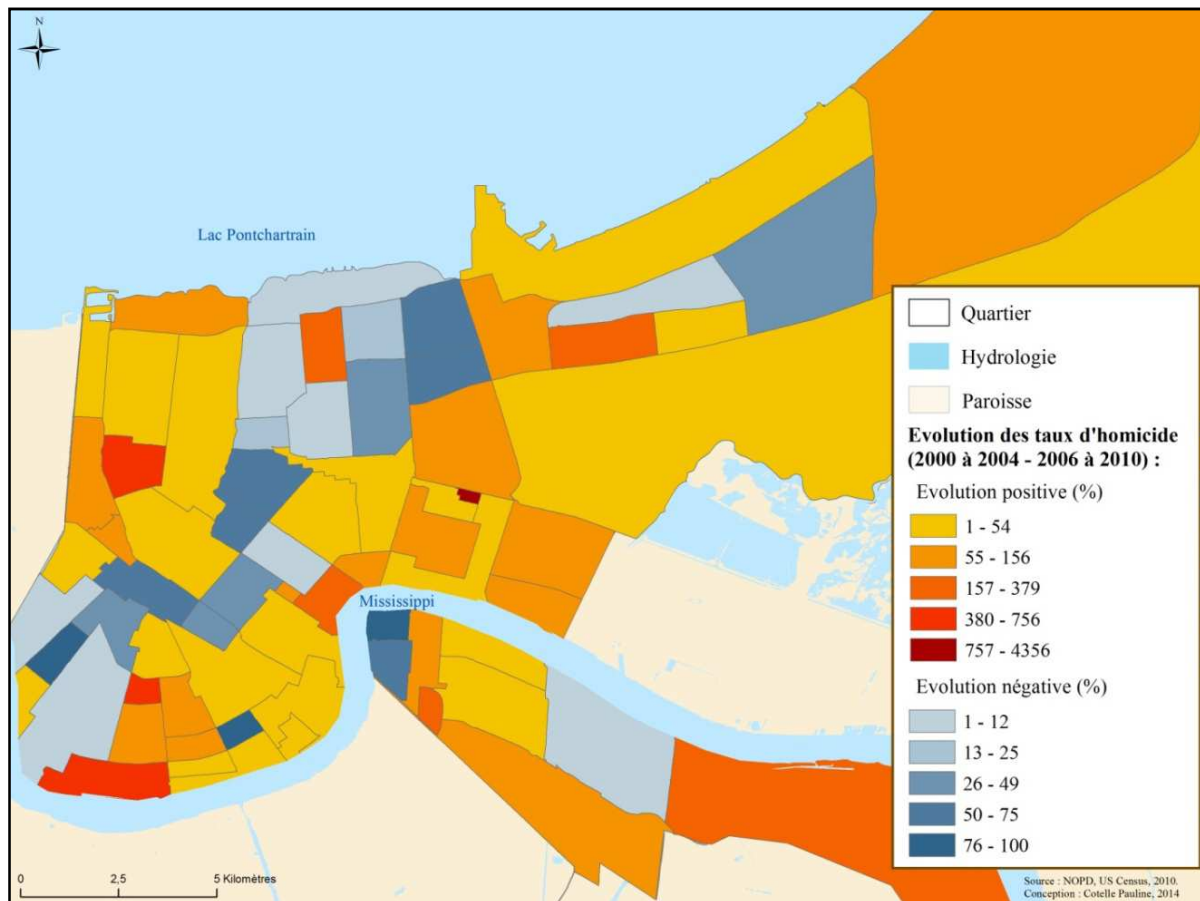 N
Lac Pontchartrain
Mississippi
Quartier
Hydrologie
Paroisse
Evolution des taux d'homicide
(2000 à 2004 - 2006 à 2010) :
Evolution positive (%)
1 - 54
55 - 156
157 - 379
380 - 756
757 - 4356
Evolution négative (%)
1 - 12
13 - 25
26 - 49
50 - 75
76 - 100
0 2,5 5 Kilomètres
Source : NOPD, US Census, 2010.
Conception : Cotelle Pauline, 2014